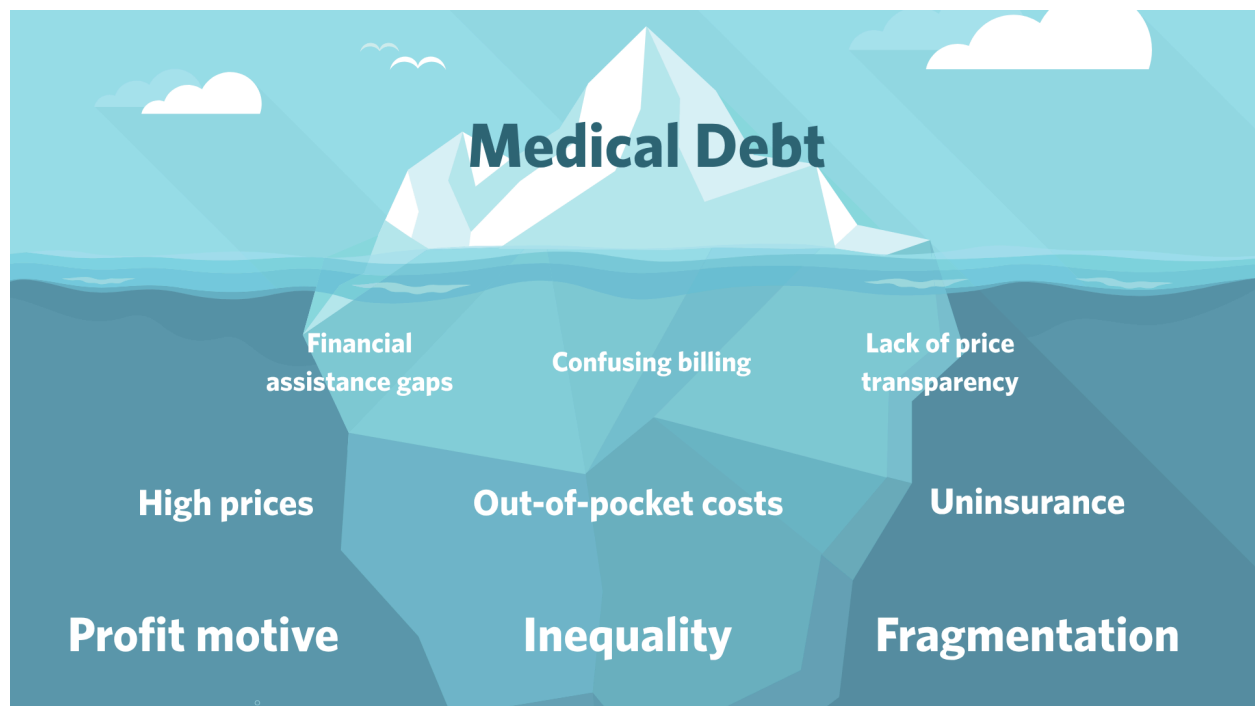 Medical Debt
Financial
assistance gaps
Confusing billing
Lack of price
transparency
High prices
Out-of-pocket costs
Uninsurance
Profit motive
Inequality
Fragmentation